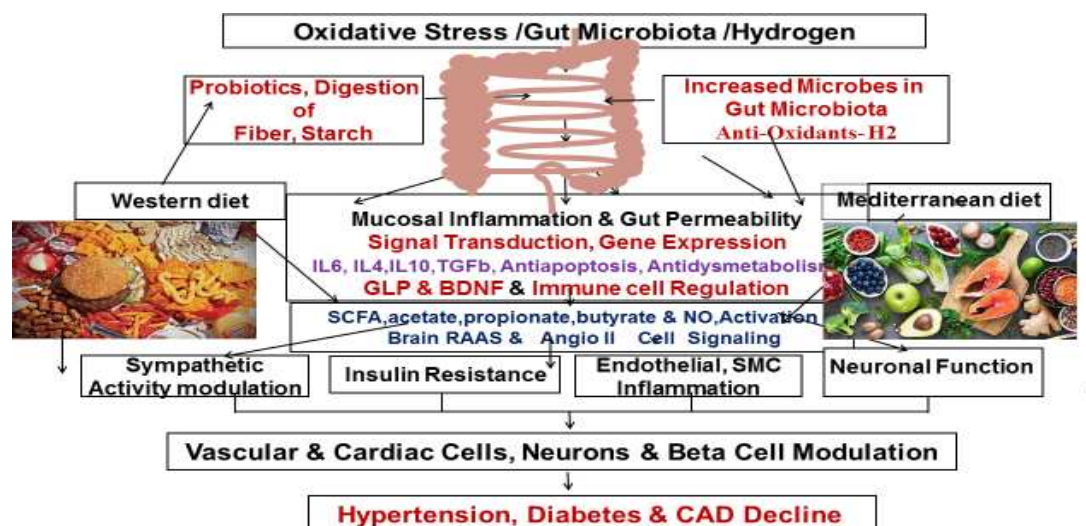 Oxidative Stress /Gut Microbiota /Hydrogen
Probiotics, Digestion
of
Fiber, Starch
Increased Microbes in
Gut Microbiota
Anti-Oxidants- H2
Western diet
Mediterranean diet
Mucosal Inflammation & Gut Permeability
Signal Transduction, Gene Expression
IL6, IL4,IL10,TGFb, Antiapoptosis, Antidysmetabolism
GLP & BDNF & Immune cell Regulation
SCFA,acetate,propionate,butyrate & NO,Activation
Brain RAAS & Angio II Cell Signaling
Sympathetic
Activity modulation
Insulin Resistance
Endothelial, SMC
Inflammation
Neuronal Function
Vascular & Cardiac Cells, Neurons & Beta Cell Modulation
Hypertension, Diabetes & CAD Decline